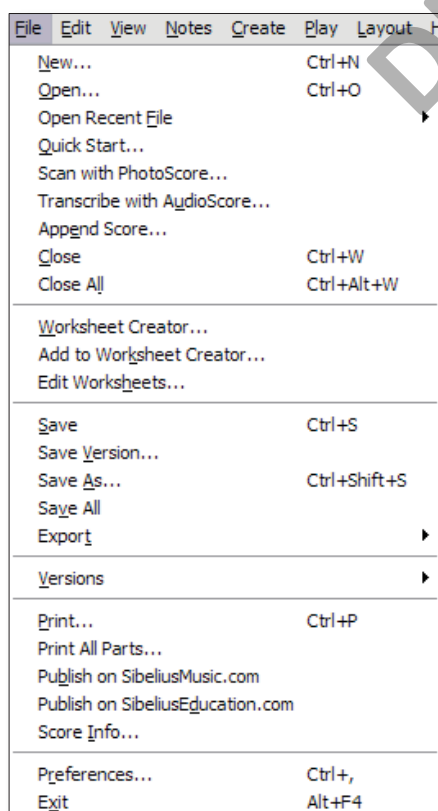 File Edit View Notes Create Play Layout
New... Ctrl+N
Open... Ctrl+O
Open Recent File
Quick Start...
Scan with PhotoScore...
Transcribe with AudioScore...
Append Score...
Close Ctrl+W
Close All Ctrl+Alt+W
Worksheet Creator...
Add to Worksheet Creator...
Edit Worksheets...
Save Ctrl+S
Save Version...
Save As... Ctrl+Shift+S
Save All
Export
Versions
Print... Ctrl+P
Print All Parts...
Publish on SibeliusMusic.com
Publish on SibeliusEducation.com
Score Info...
Preferences... Ctrl+,
Exit Alt+F4